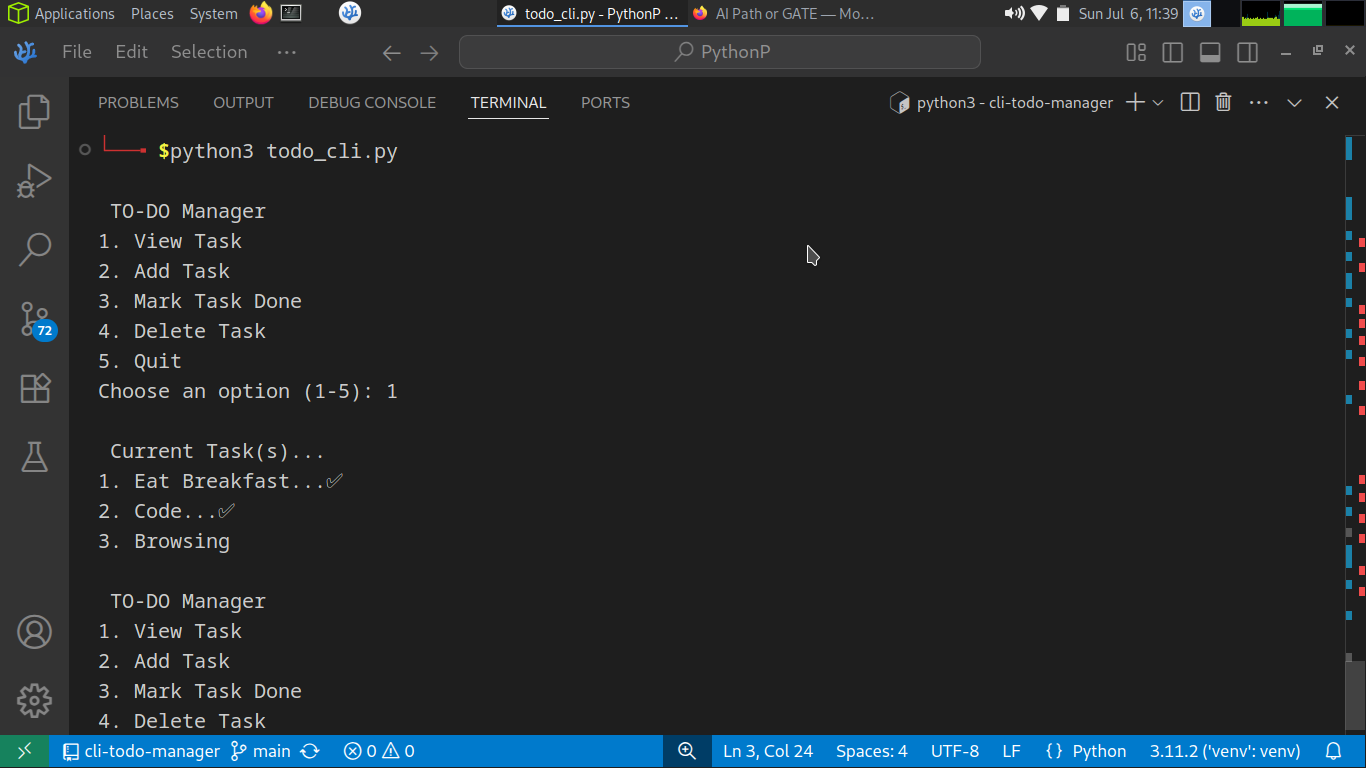 Applications Places System todo_cli.py - PythonP ... AI Path or GATE — Mo... Sun Jul 6, 11:39
File Edit Selection ... PythonP
PROBLEMS OUTPUT DEBUG CONSOLE TERMINAL PORTS python3 - cli-todo-manager
$python3 todo_cli.py
TO-DO Manager
1. View Task
2. Add Task
3. Mark Task Done
4. Delete Task
5. Quit
Choose an option (1-5): 1
Current Task(s)...
1. Eat Breakfast...✅
2. Code...✅
3. Browsing
72
TO-DO Manager
1. View Task
2. Add Task
3. Mark Task Done
4. Delete Task
cli-todo-manager main 0 0 Ln 3, Col 24 Spaces: 4 UTF-8 LF {} Python 3.11.2 ('venv': venv)